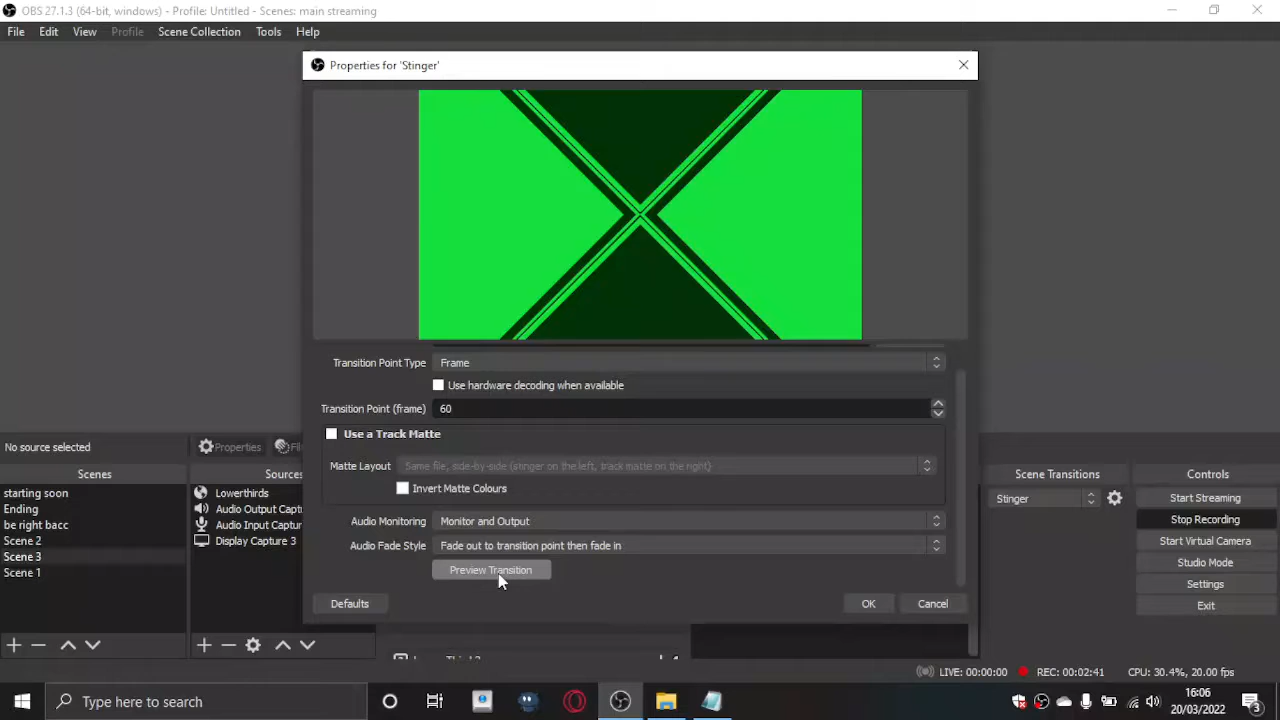 OBS 27.1.3 (64-bit, windows) - Profile: Untitled - Scenes: main streaming
File Edit View Profile Scene Collection Tools Help
Properties for 'Stinger'
Transition Point Type Frame
Use hardware decoding when available
Transition Point (frame) 60
Use a Track Matte
Matte Layout Same file, side-by-side (stinger on the left, track matte on the right)
Invert Matte Colours
Audio Monitoring Monitor and Output
Audio Fade Style Fade out to transition point then fade in
Preview Transition
Defaults OK Cancel
No source selected Properties
Scenes
starting soon
Ending
be right bacc
Scene 2
Scene 3
Scene 1
Sources
Lowerthirds
Audio Output Captu
Audio Input Captur
Display Capture 3
Scene Transitions
Stinger
Controls
Start Streaming
Stop Recording
Start Virtual Camera
Studio Mode
Settings
Exit
LIVE: 00:00:00 REC: 00:02:41 CPU: 30.4%, 20.00 fps
Type here to search
16:06
20/03/2022
3